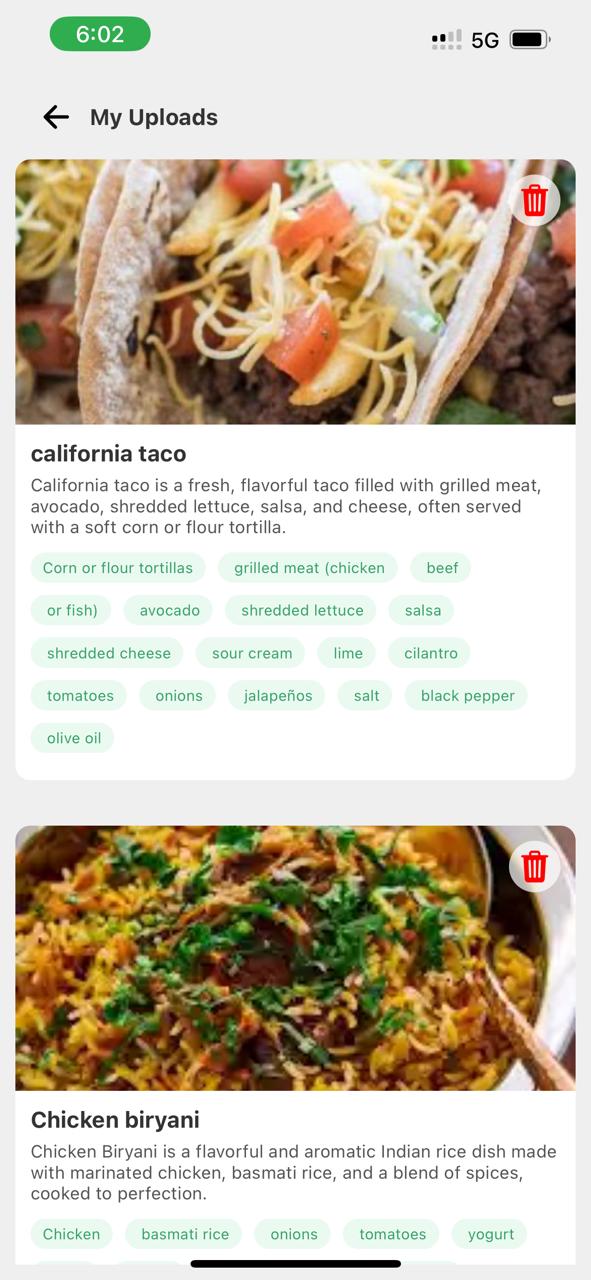 6:02 5G
My Uploads
california taco
California taco is a fresh, flavorful taco filled with grilled meat,
avocado, shredded lettuce, salsa, and cheese, often served
with a soft corn or flour tortilla.
Corn or flour tortillas grilled meat (chicken beef
or fish) avocado shredded lettuce salsa
shredded cheese sour cream lime cilantro
tomatoes onions jalapeños salt black pepper
olive oil
Chicken biryani
Chicken Biryani is a flavorful and aromatic Indian rice dish made
with marinated chicken, basmati rice, and a blend of spices,
cooked to perfection.
Chicken basmati rice onions tomatoes yogurt